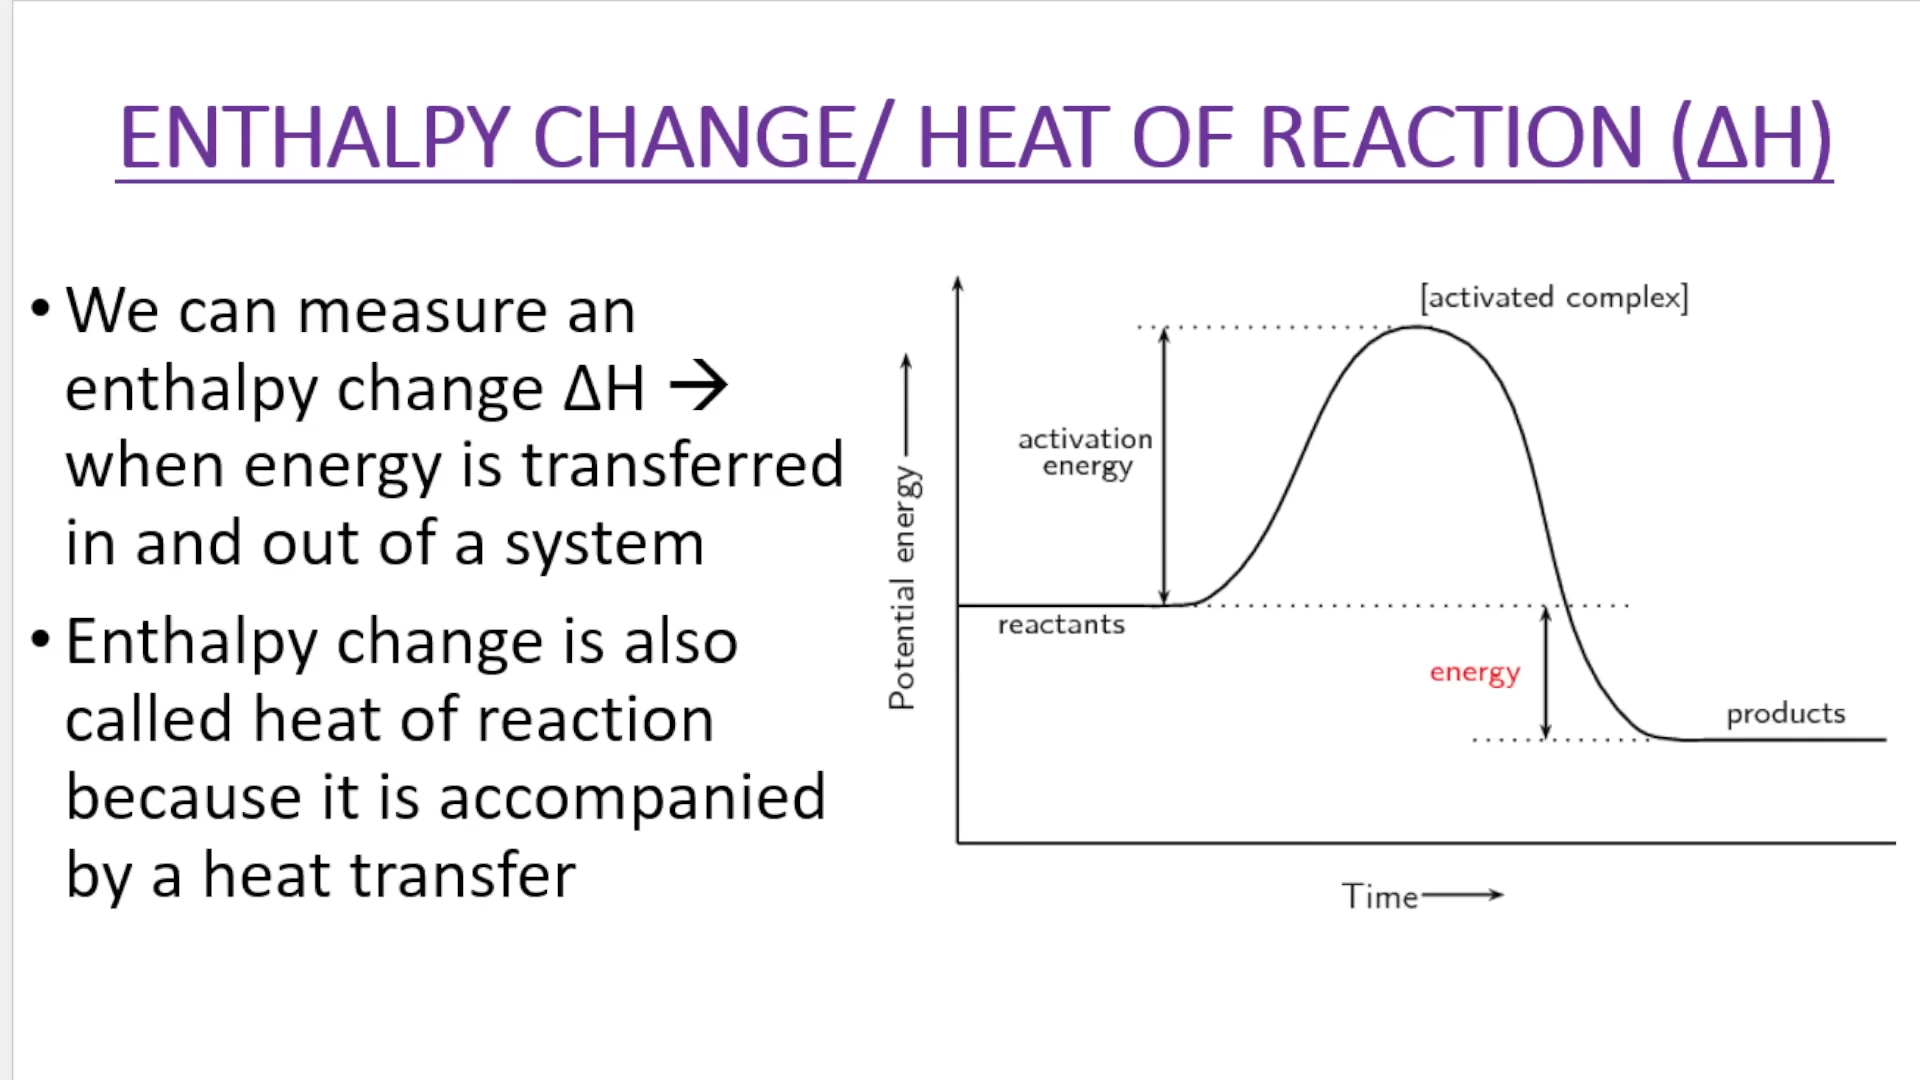 ENTHALPY CHANGE/ HEAT OF REACTION (ΔH)
• We can measure an
enthalpy change ΔH →
when energy is transferred
in and out of a system
• Enthalpy change is also
called heat of reaction
because it is accompanied
by a heat transfer
[activated complex]
activation
energy
Potential energy
reactants
energy
products
Time